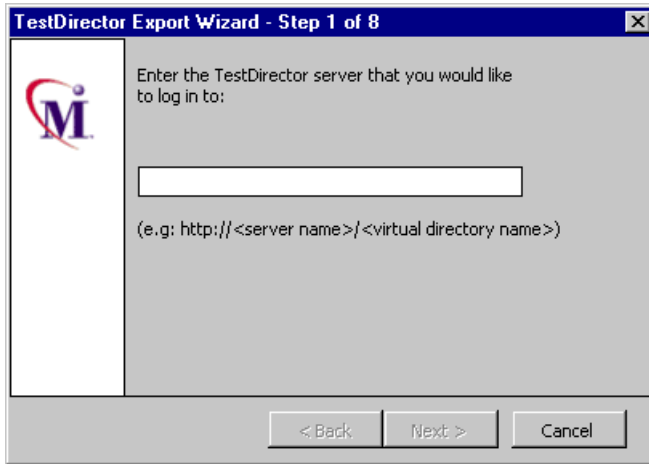 TestDirector Export Wizard - Step 1 of 8
M
Enter the TestDirector server that you would like
to log in to:
(e.g: http://<server name>/<virtual directory name>)
< Back
Next >
Cancel